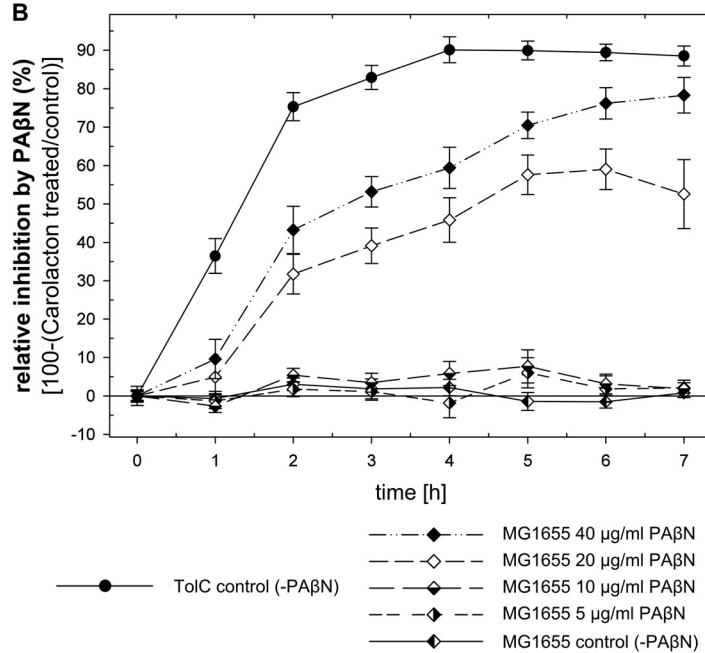 B
relative inhibition by PAβN (%)
[100-(Carolacton treated/control)]
90
80
70
60
50
40
30
20
10
0
-10
0 1 2 3 4 5 6 7
time [h]
TolC control (-PAβN)
MG1655 40 µg/ml PAβN
MG1655 20 µg/ml PAβN
MG1655 10 µg/ml PAβN
MG1655 5 µg/ml PAβN
MG1655 control (-PAβN)